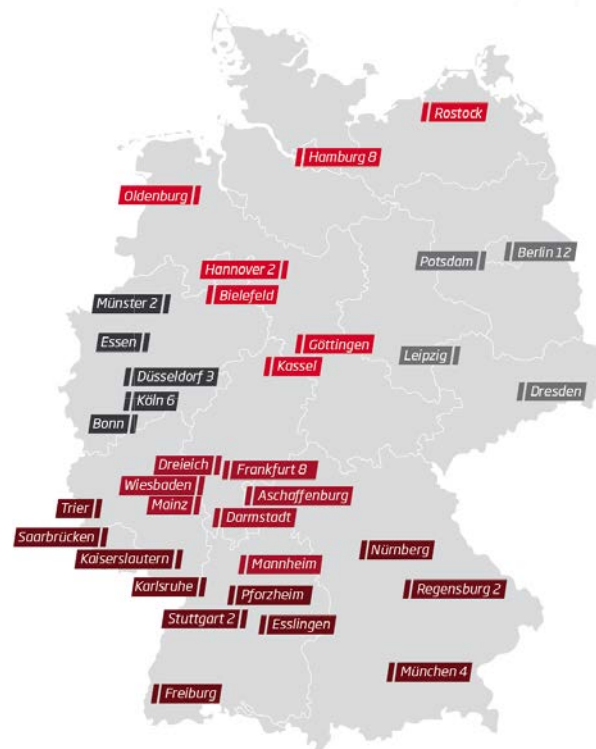 Rostock
Hamburg 8
Oldenburg
Berlin 12
Potsdam
Hannover 2
Bielefeld
Münster 2
Essen
Göttingen
Leipzig
Kassel
Düsseldorf 3
Dresden
Köln 6
Bonn
Dreieich
Frankfurt 8
Wiesbaden
Aschaffenburg
Mainz
Trier
Darmstadt
Saarbrücken
Nürnberg
Kaiserslautern
Mannheim
Karlsruhe
Regensburg 2
Pforzheim
Stuttgart 2
Esslingen
München 4
Freiburg